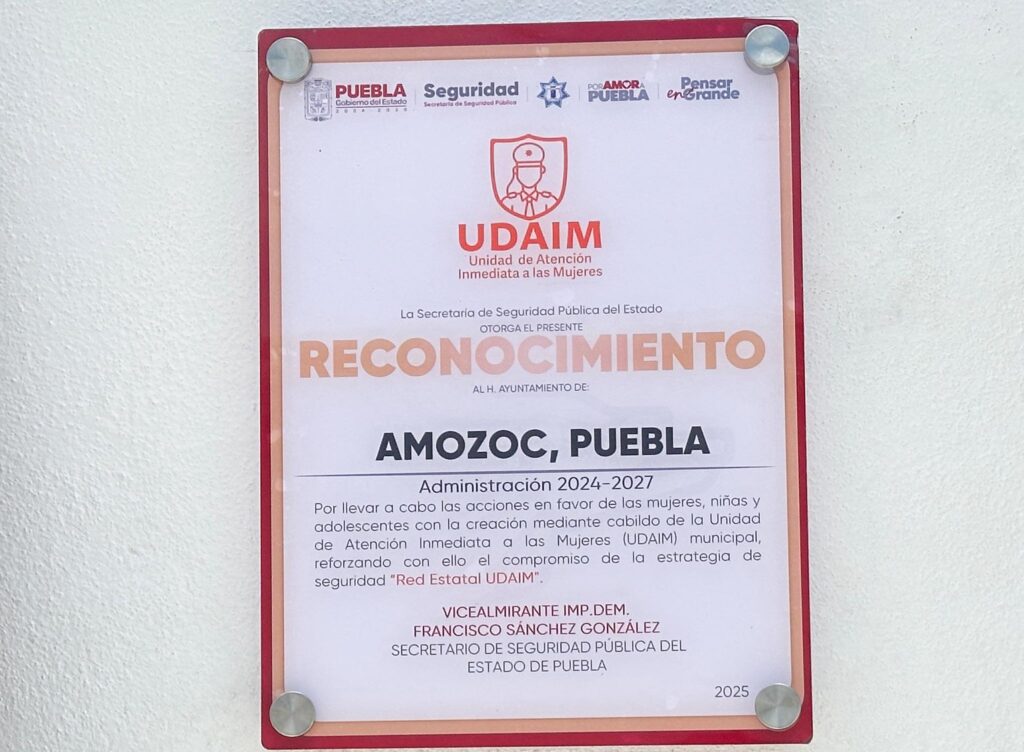 PUEBLA
Gobierno del Estado
2024 - 2030
Seguridad
Secretaría de Seguridad Pública
POR AMOR A
PUEBLA
Pensar
en Grande
UDAIM
Unidad de Atención
Inmediata a las Mujeres
La Secretaria de Seguridad Pública del Estado
OTORGA EL PRESENTE
RECONOCIMIENTO
AL H. AYUNTAMIENTO DE:
AMOZOC, PUEBLA
Administración 2024-2027
Por llevar a cabo las acciones en favor de las mujeres, niñas y
adolescentes con la creación mediante cabildo de la Unidad
de Atención Inmediata a las Mujeres (UDAIM) municipal,
reforzando con ello el compromiso de la estrategia de
seguridad "Red Estatal UDAIM".
VICEALMIRANTE IMP.DEM.
FRANCISCO SÁNCHEZ GONZÁLEZ
SECRETARIO DE SEGURIDAD PÚBLICA DEL
ESTADO DE PUEBLA
2025